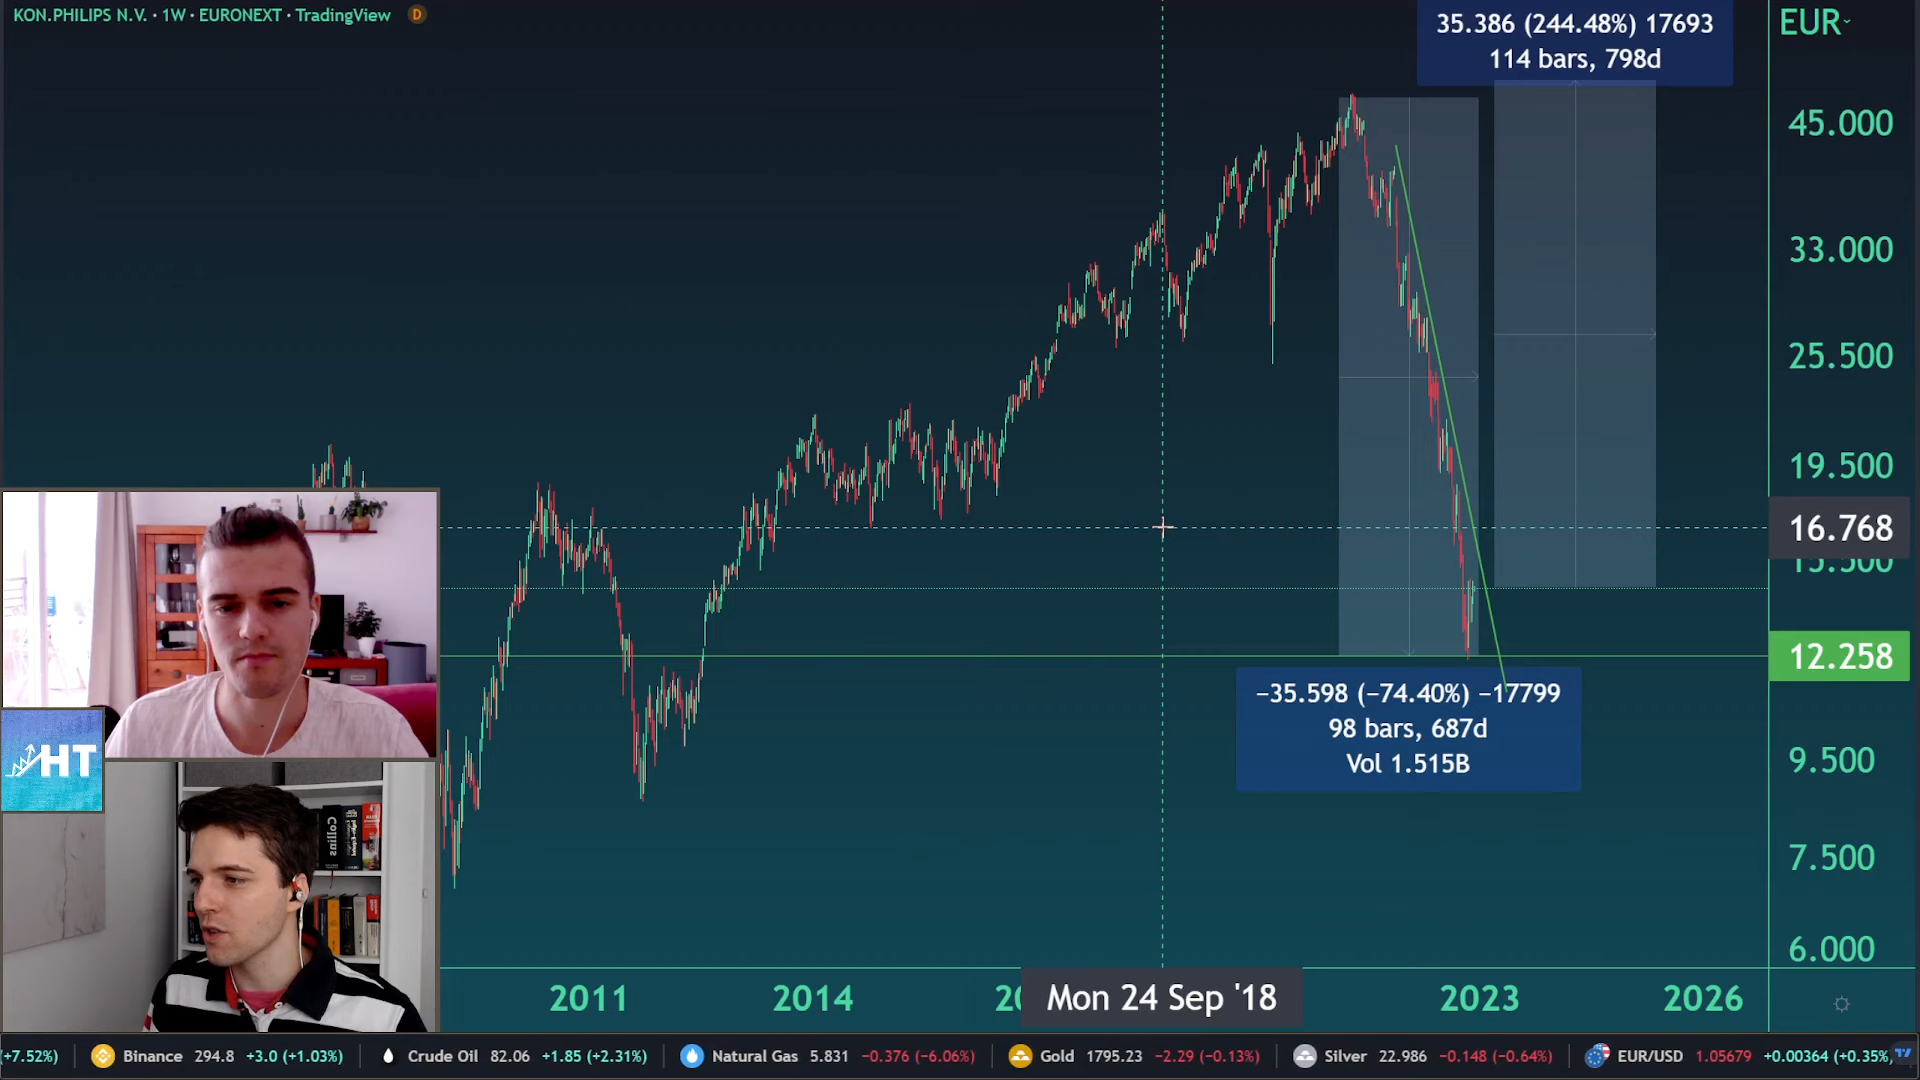 KON.PHILIPS N.V. · 1W · EURONEXT · TradingView D
35.386 (244.48%) 17693
114 bars, 798d
EUR
45.000
33.000
25.500
19.500
16.768
15.500
12.258
9.500
7.500
6.000
−35.598 (−74.40%) −17799
98 bars, 687d
Vol 1.515B
HT
Collins
2011 2014 Mon 24 Sep '18 2023 2026
(+7.52%) Binance 294.8 +3.0 (+1.03%) Crude Oil 82.06 +1.85 (+2.31%) Natural Gas 5.831 −0.376 (−6.06%) Gold 1795.23 −2.29 (−0.13%) Silver 22.986 −0.148 (−0.64%) EUR/USD 1.05679 +0.00364 (+0.35%)